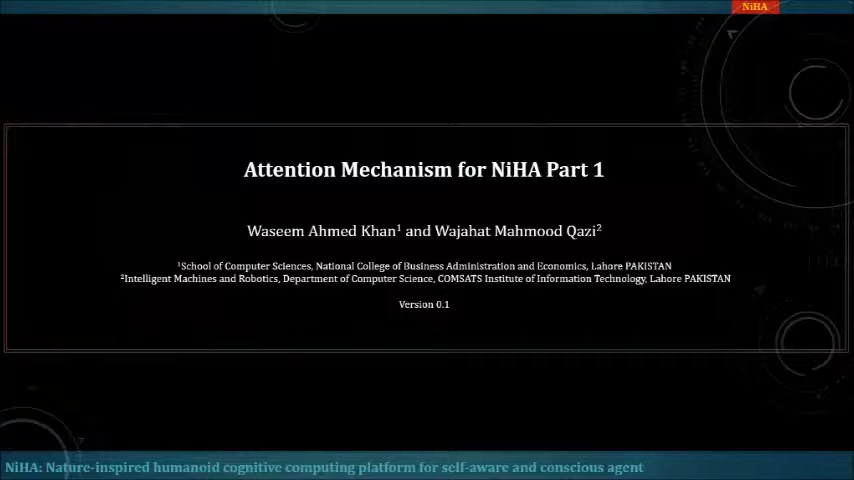 NiHA
Attention Mechanism for NiHA Part 1
Waseem Ahmed Khan¹ and Wajahat Mahmood Qazi²
¹School of Computer Sciences, National College of Business Administration and Economics, Lahore PAKISTAN
²Intelligent Machines and Robotics, Department of Computer Science, COMSATS Institute of Information Technology, Lahore PAKISTAN
Version 0.1
NiHA: Nature-inspired humanoid cognitive computing platform for self-aware and conscious agent